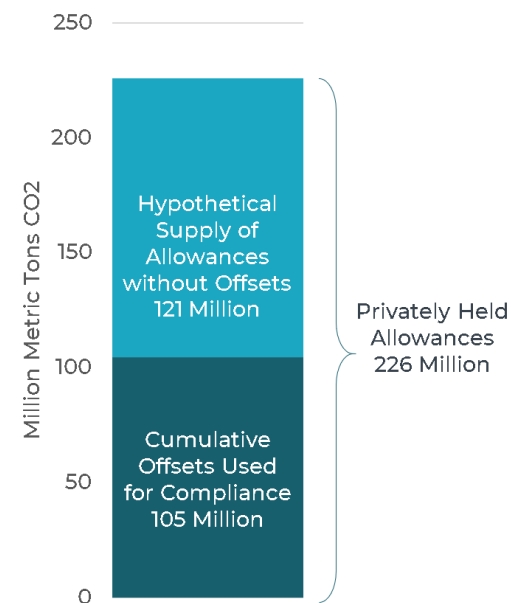 250
200
150
100
50
0
Million Metric Tons CO2
Hypothetical
Supply of
Allowances
without Offsets
121 Million
Cumulative
Offsets Used
for Compliance
105 Million
Privately Held
Allowances
226 Million